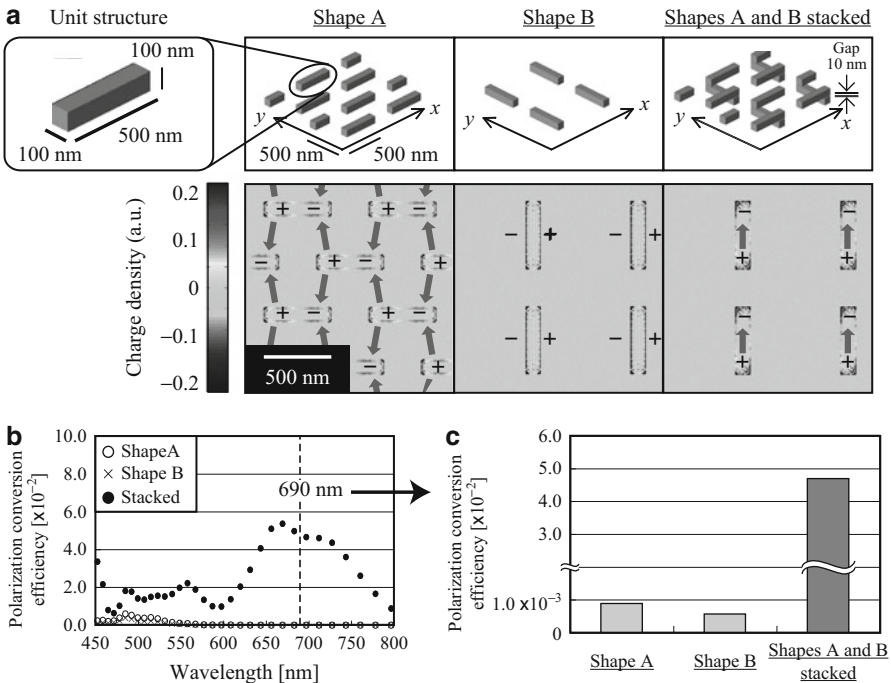 a
Unit structure
Shape A
Shape B
Shapes A and B stacked
100 nm
500 nm
100 nm
y
x
500 nm
500 nm
y
x
Gap
10 nm
y
x
Charge density (a.u.)
0.2
0.1
0
−0.1
−0.2
+ − + −
− + − +
+ − + −
− +
500 nm
− + − +
− + − +
− −
+ +
− −
+ +
b
Polarization conversion
efficiency [x10⁻²]
10.0
8.0
6.0
4.0
2.0
0.0
ShapeA
Shape B
Stacked
690 nm
450 500 550 600 650 700 750 800
Wavelength [nm]
c
Polarization conversion
efficiency [x10⁻²]
6.0
5.0
4.0
3.0
1.0 x10⁻³
0
Shape A
Shape B
Shapes A and B
stacked